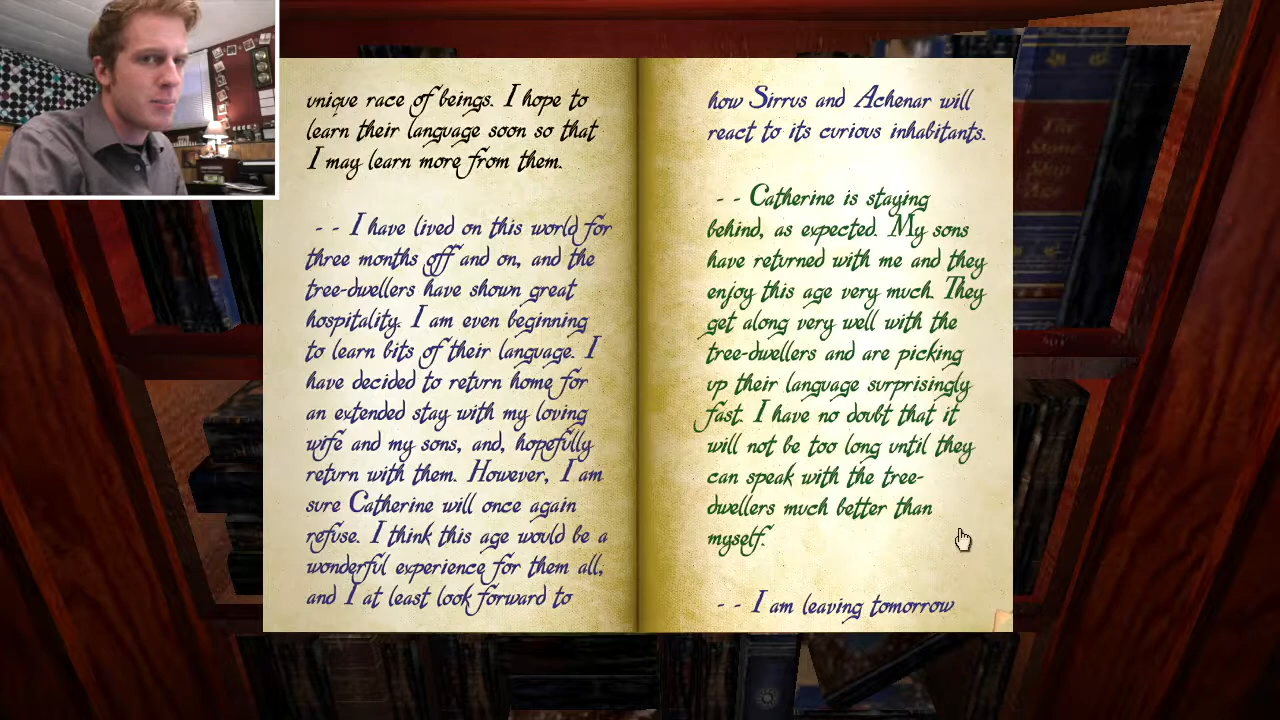 unique race of beings. I hope to
learn their language soon so that
I may learn more from them.
- - I have lived on this world for
three months off and on, and the
tree-dwellers have shown great
hospitality. I am even beginning
to learn bits of their language. I
have decided to return home for
an extended stay with my loving
wife and my sons, and, hopefully
return with them. However, I am
sure Catherine will once again
refuse. I think this age would be a
wonderful experience for them all,
and I at least look forward to
how Sirrus and Achenar will
react to its curious inhabitants.
- - Catherine is staying
behind, as expected. My sons
have returned with me and they
enjoy this age very much. They
get along very well with the
tree-dwellers and are picking
up their language surprisingly
fast. I have no doubt that it
will not be too long until they
can speak with the tree-
dwellers much better than
myself.
- - I am leaving tomorrow